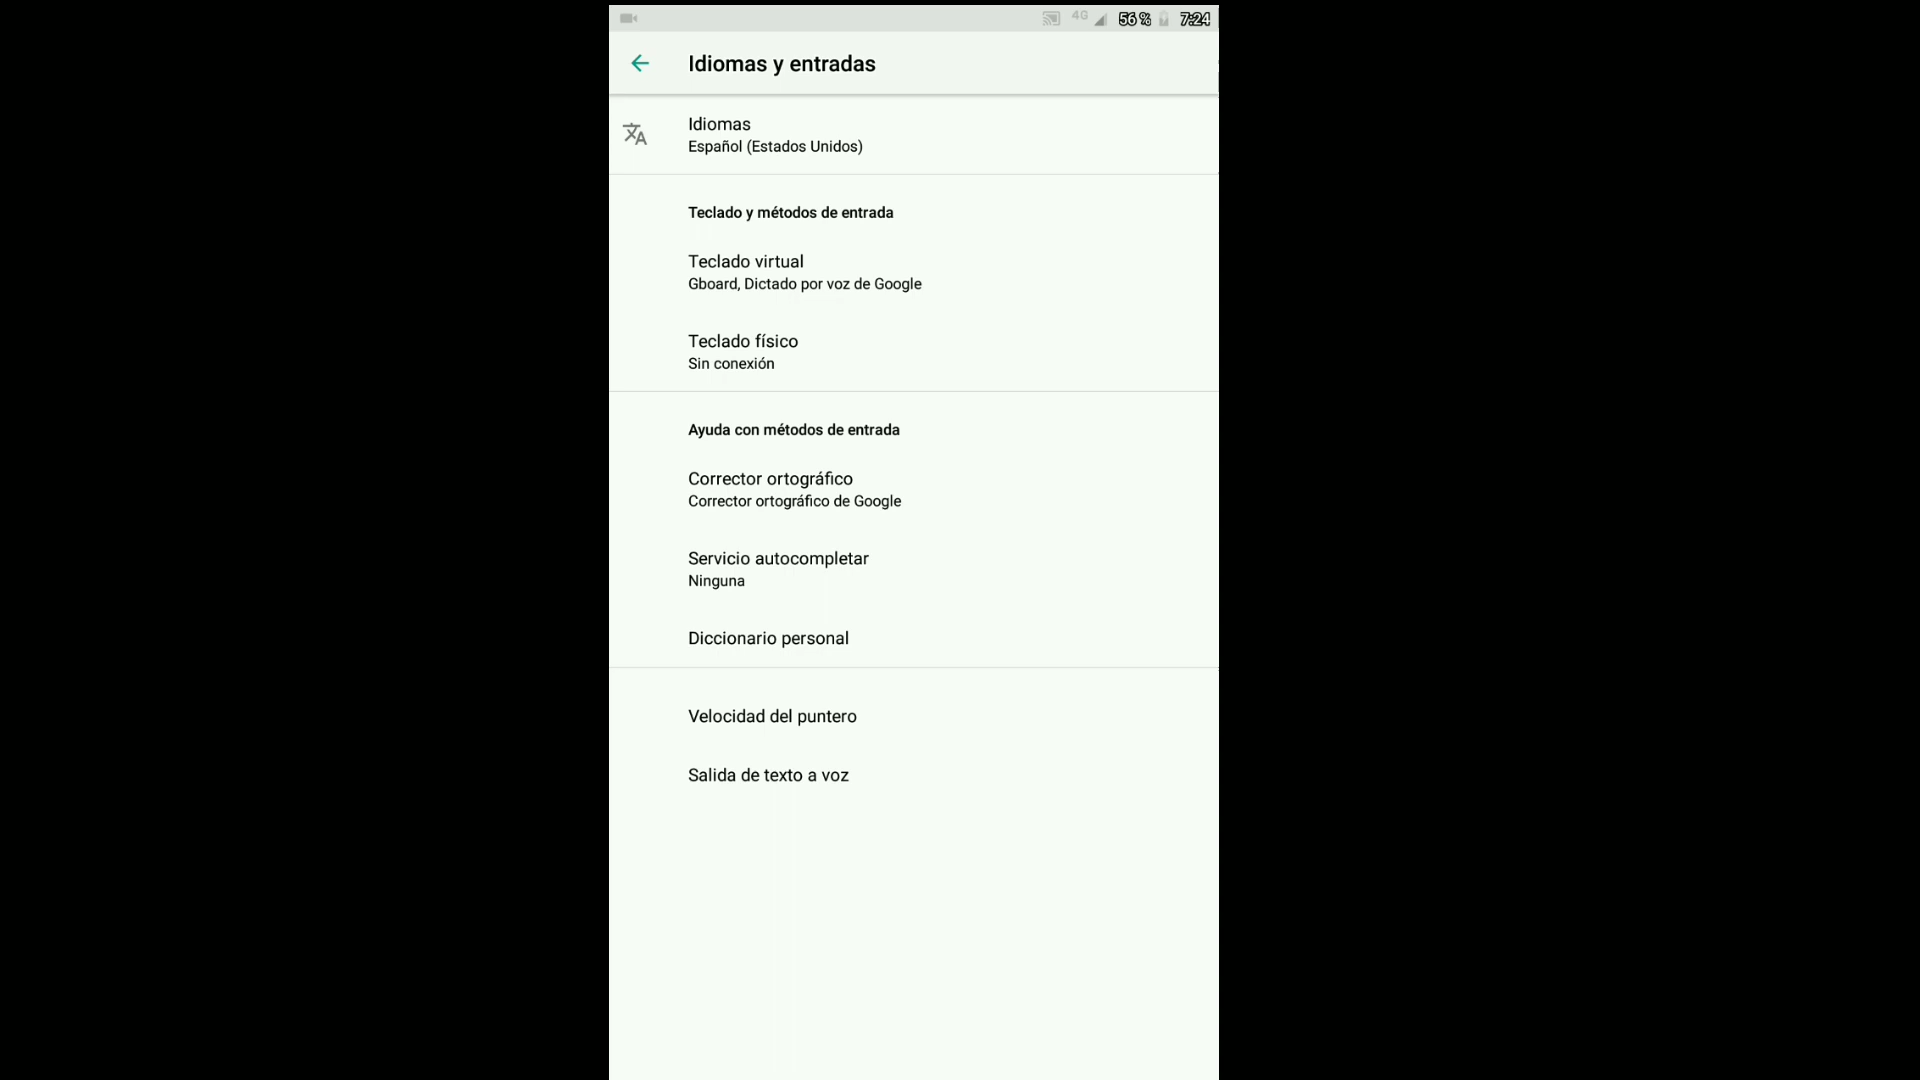 4G 56 % 7:24
Idiomas y entradas
Idiomas
Español (Estados Unidos)
Teclado y métodos de entrada
Teclado virtual
Gboard, Dictado por voz de Google
Teclado físico
Sin conexión
Ayuda con métodos de entrada
Corrector ortográfico
Corrector ortográfico de Google
Servicio autocompletar
Ninguna
Diccionario personal
Velocidad del puntero
Salida de texto a voz